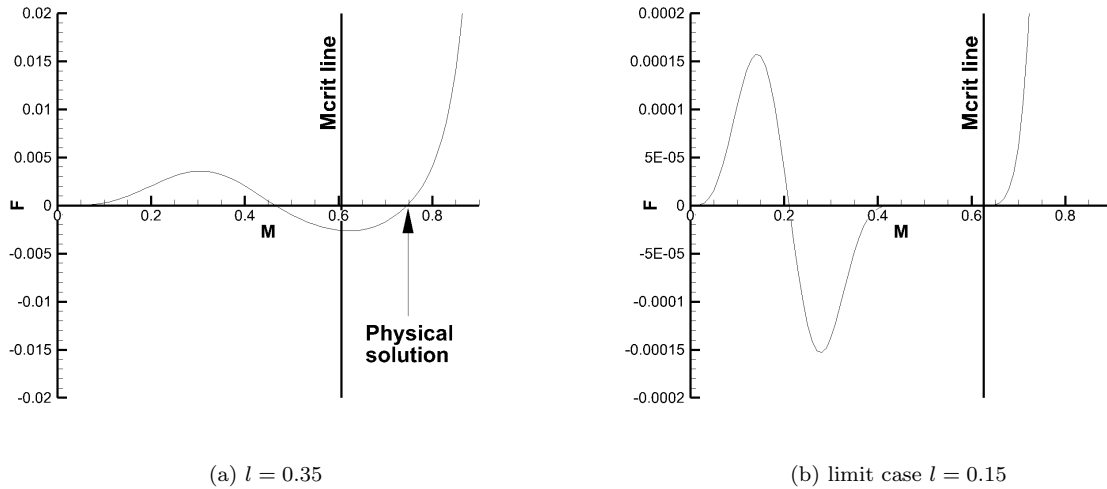 0.02
0.015
0.01
0.005
0
-0.005
-0.01
-0.015
-0.02
F
0
0.2
0.4
0.6
0.8
M
Mcrit line
Physical
solution
(a) l = 0.35
0.0002
0.00015
0.0001
5E-05
0
-5E-05
-0.0001
-0.00015
-0.0002
F
0
0.2
0.4
0.6
0.8
M
Mcrit line
(b) limit case l = 0.15